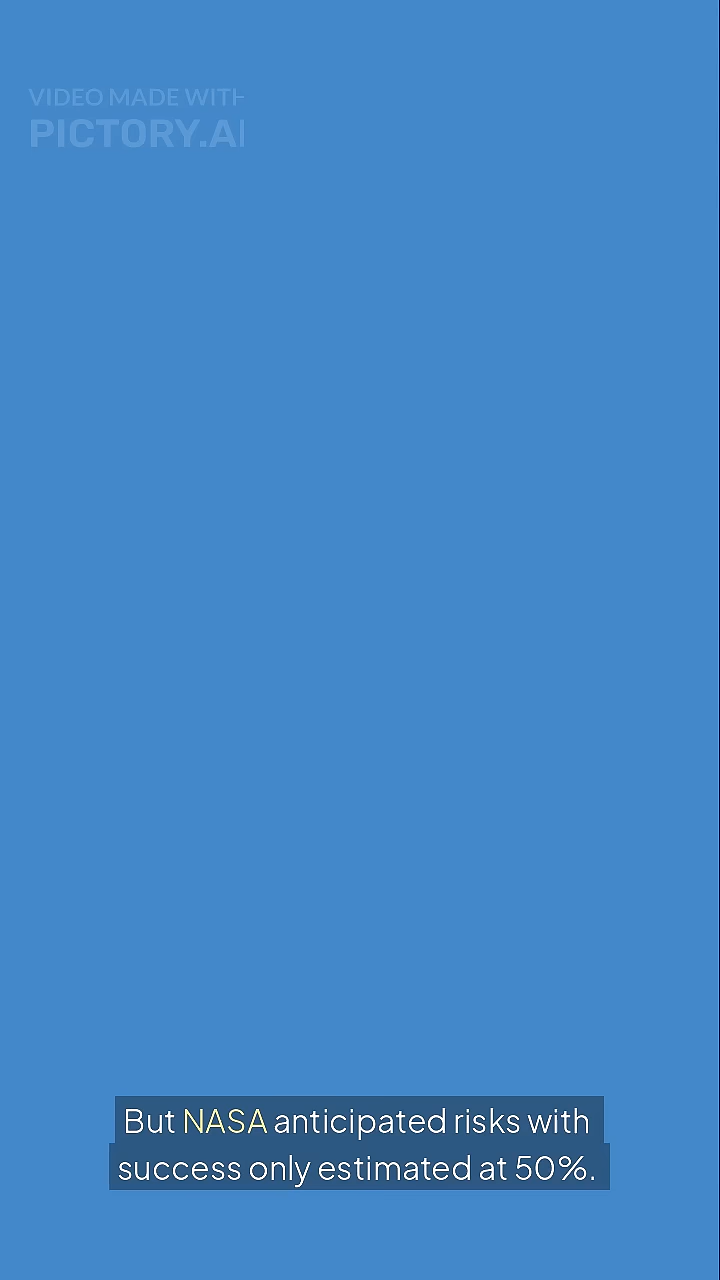 VIDEO MADE WITH
PICTORY.AI
But NASA anticipated risks with
success only estimated at 50%.